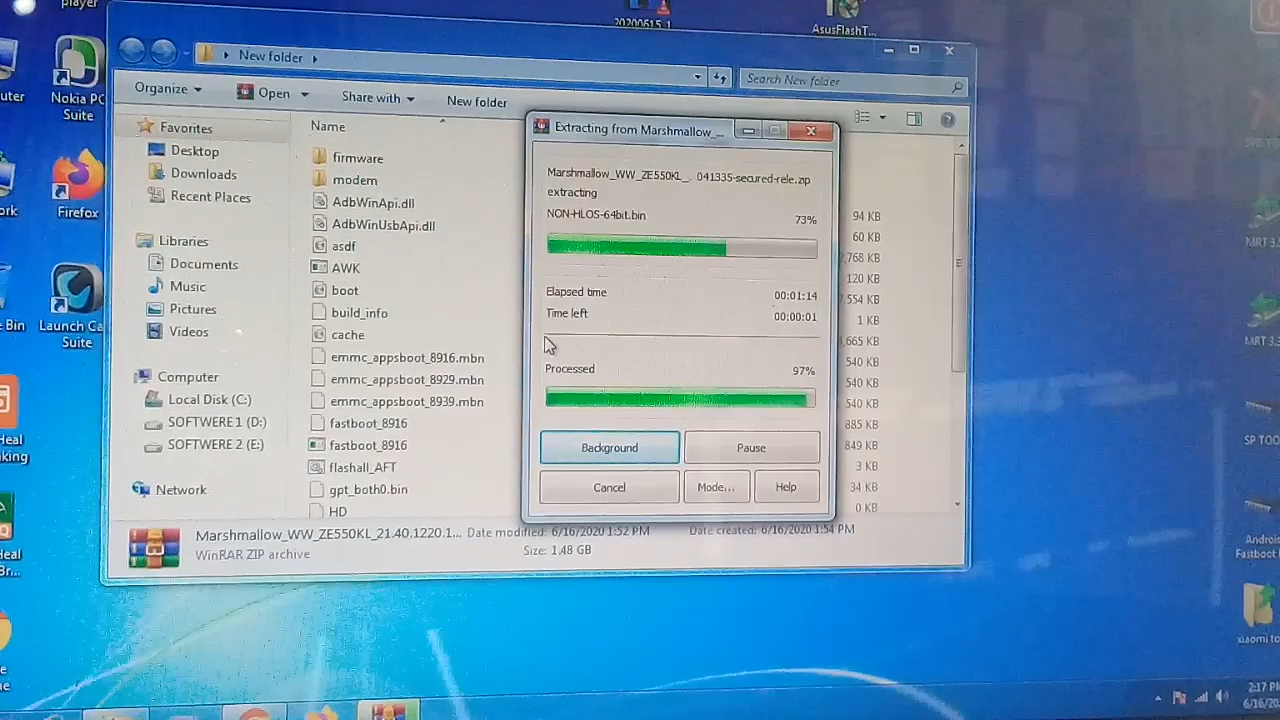 player
20200615_1
AsusFlashT...
New folder
Search New folder
Organize
Open
Share with
New folder
Nokia PC
Suite
Firefox
Launch Ga
Suite
Favorites
Desktop
Downloads
Recent Places
Libraries
Documents
Music
Pictures
Videos
Computer
Local Disk (C:)
SOFTWERE 1 (D:)
SOFTWERE 2 (E:)
Network
Name
firmware
modem
AdbWinApi.dll
AdbWinUsbApi.dll
asdf
AWK
boot
build_info
cache
emmc_appsboot_8916.mbn
emmc_appsboot_8929.mbn
emmc_appsboot_8939.mbn
fastboot_8916
fastboot_8916
flashall_AFT
gpt_both0.bin
HD
Extracting from Marshmallow_...
Marshmallow_WW_ZE550KL_. 041335-secured-rele.zip
extracting
NON-HLOS-64bit.bin 73%
Elapsed time 00:01:14
Time left 00:00:01
Processed 97%
Background Pause
Cancel Mode... Help
94 KB
60 KB
,768 KB
120 KB
,554 KB
1 KB
,665 KB
540 KB
540 KB
540 KB
885 KB
849 KB
3 KB
34 KB
0 KB
Marshmallow_WW_ZE550KL_21.40.1220.1... Date modified: 6/16/2020 1:52 PM Date created: 6/16/2020 1:54 PM
WinRAR ZIP archive Size: 1.48 GB
MRT 3.
MRT 3.
SP TOO
Android
Fastboot
xiaomi to
2:17 PM
6/16/20